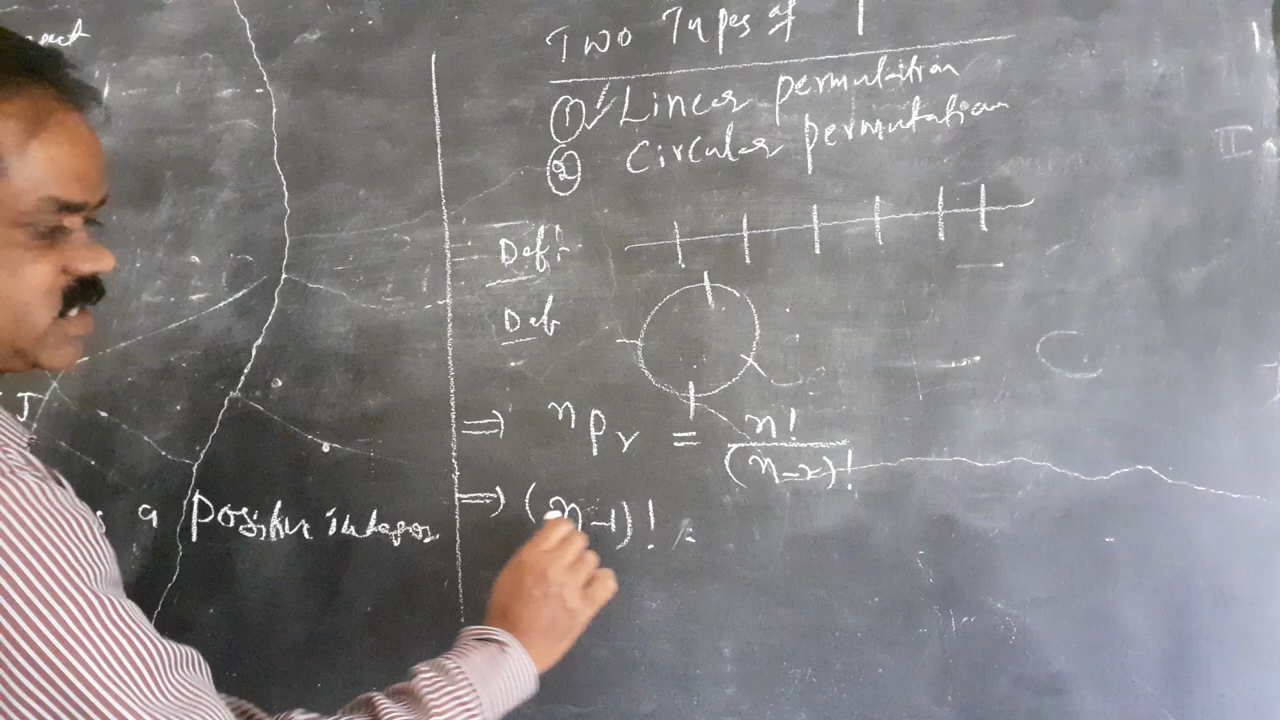 Two Types of P
① ✓ Linear permutation
② Circular permutation
Def:
Def
⇒ ⁿPᵣ = n! / (n-r)!
a Positive integer
⇒ (n-1)!